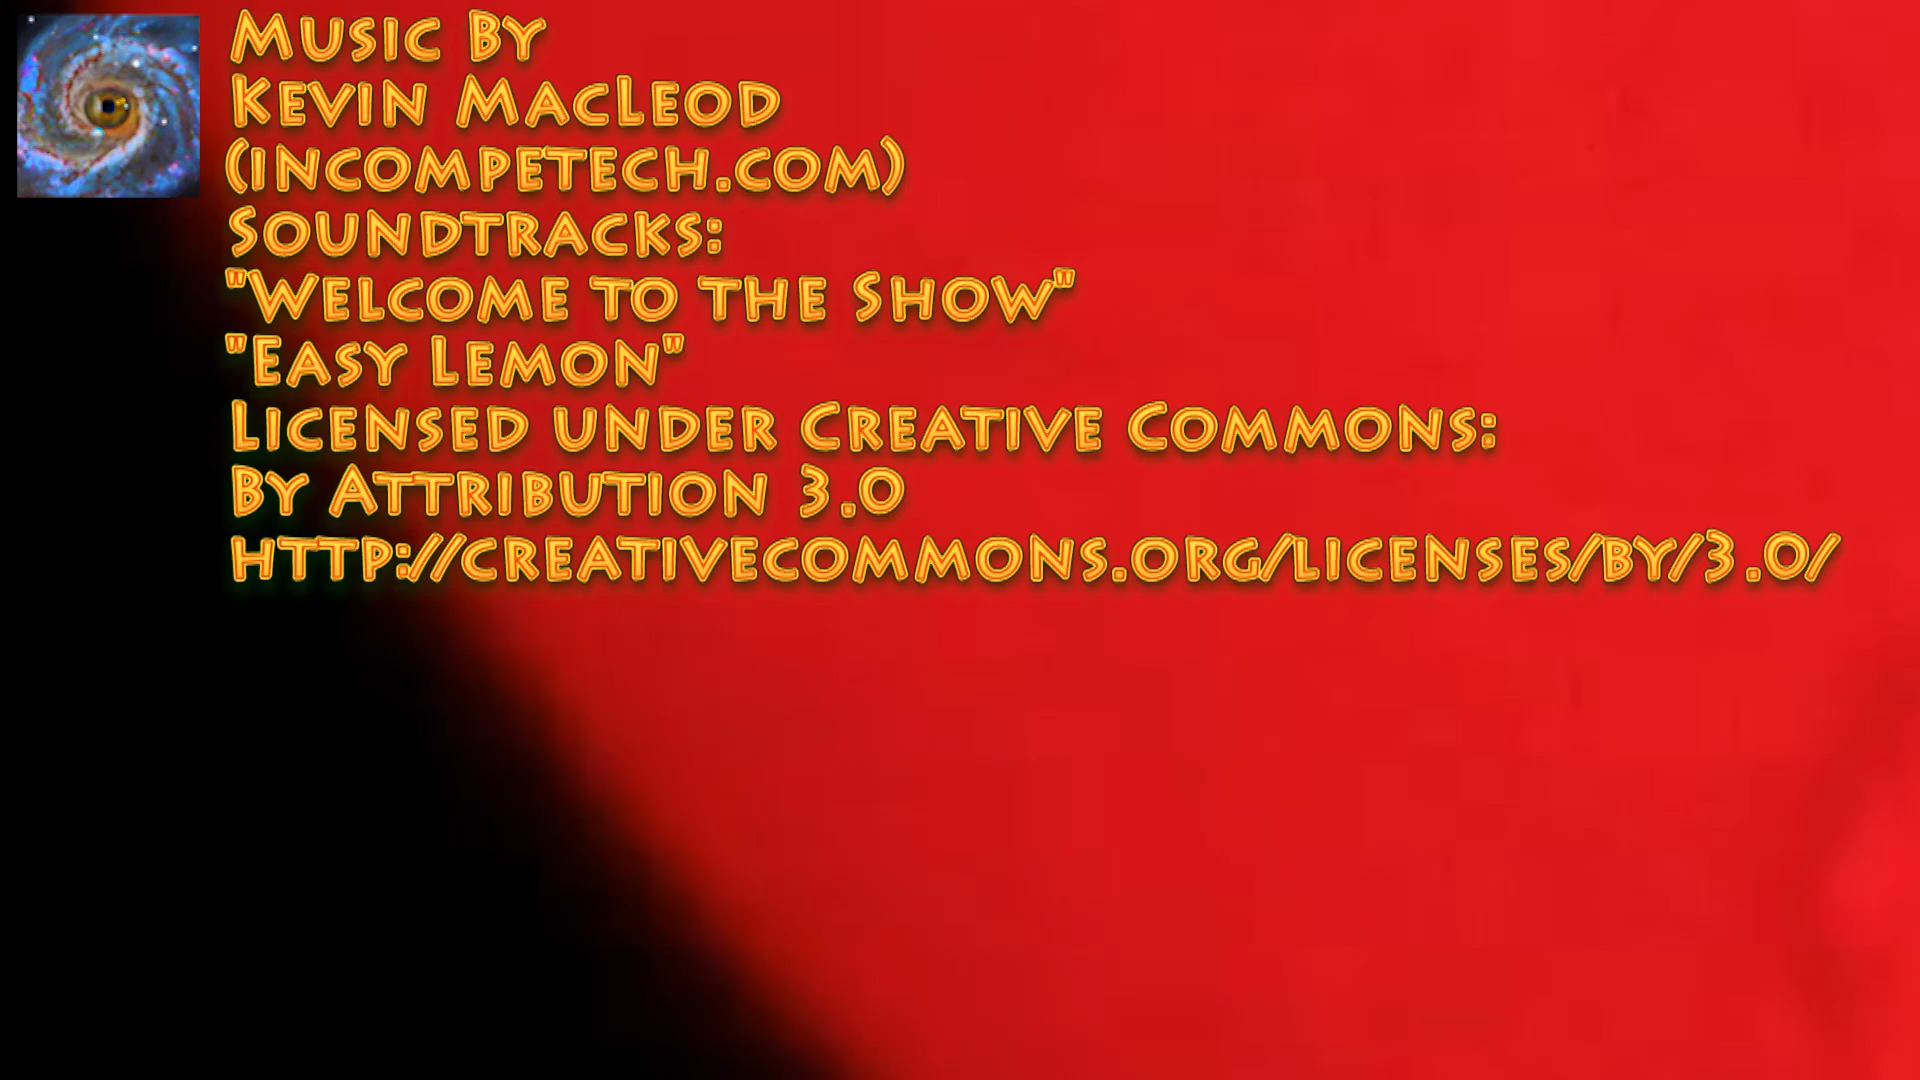 Music By
Kevin MacLeod
(incompetech.com)
Soundtracks:
"Welcome to the Show"
"Easy Lemon"
Licensed under Creative Commons:
By Attribution 3.0
http://creativecommons.org/licenses/by/3.0/